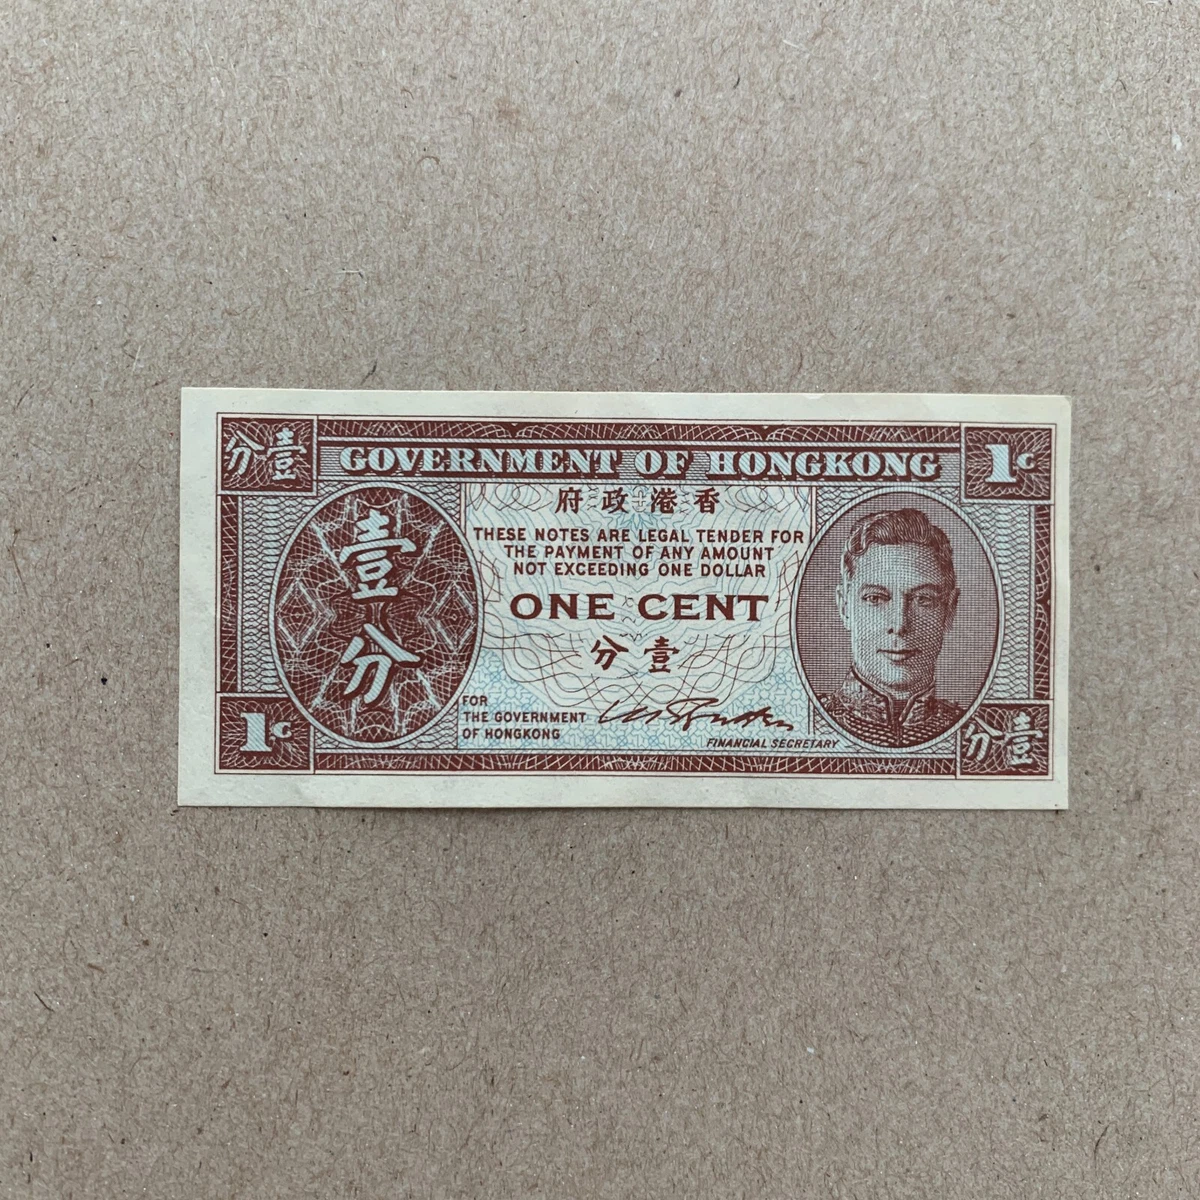 分壹
GOVERNMENT OF HONGKONG
1C
府政港香
THESE NOTES ARE LEGAL TENDER FOR
THE PAYMENT OF ANY AMOUNT
NOT EXCEEDING ONE DOLLAR
壹
分
ONE CENT
分壹
FOR
THE GOVERNMENT
OF HONGKONG
FINANCIAL SECRETARY
1C
分壹